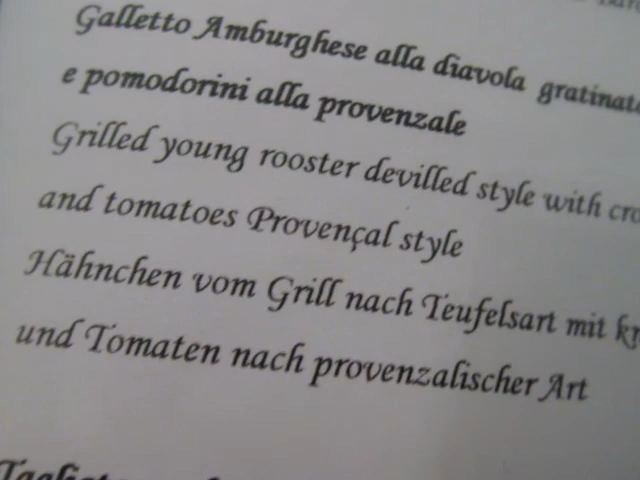 Galletto Amburghese alla diavola
e pomodorini alla provenzale
Grilled young rooster devilled style with
and tomatoes Provençal style
Hähnchen vom Grill nach Teufelsart mit
und Tomaten nach provenzalischer Art